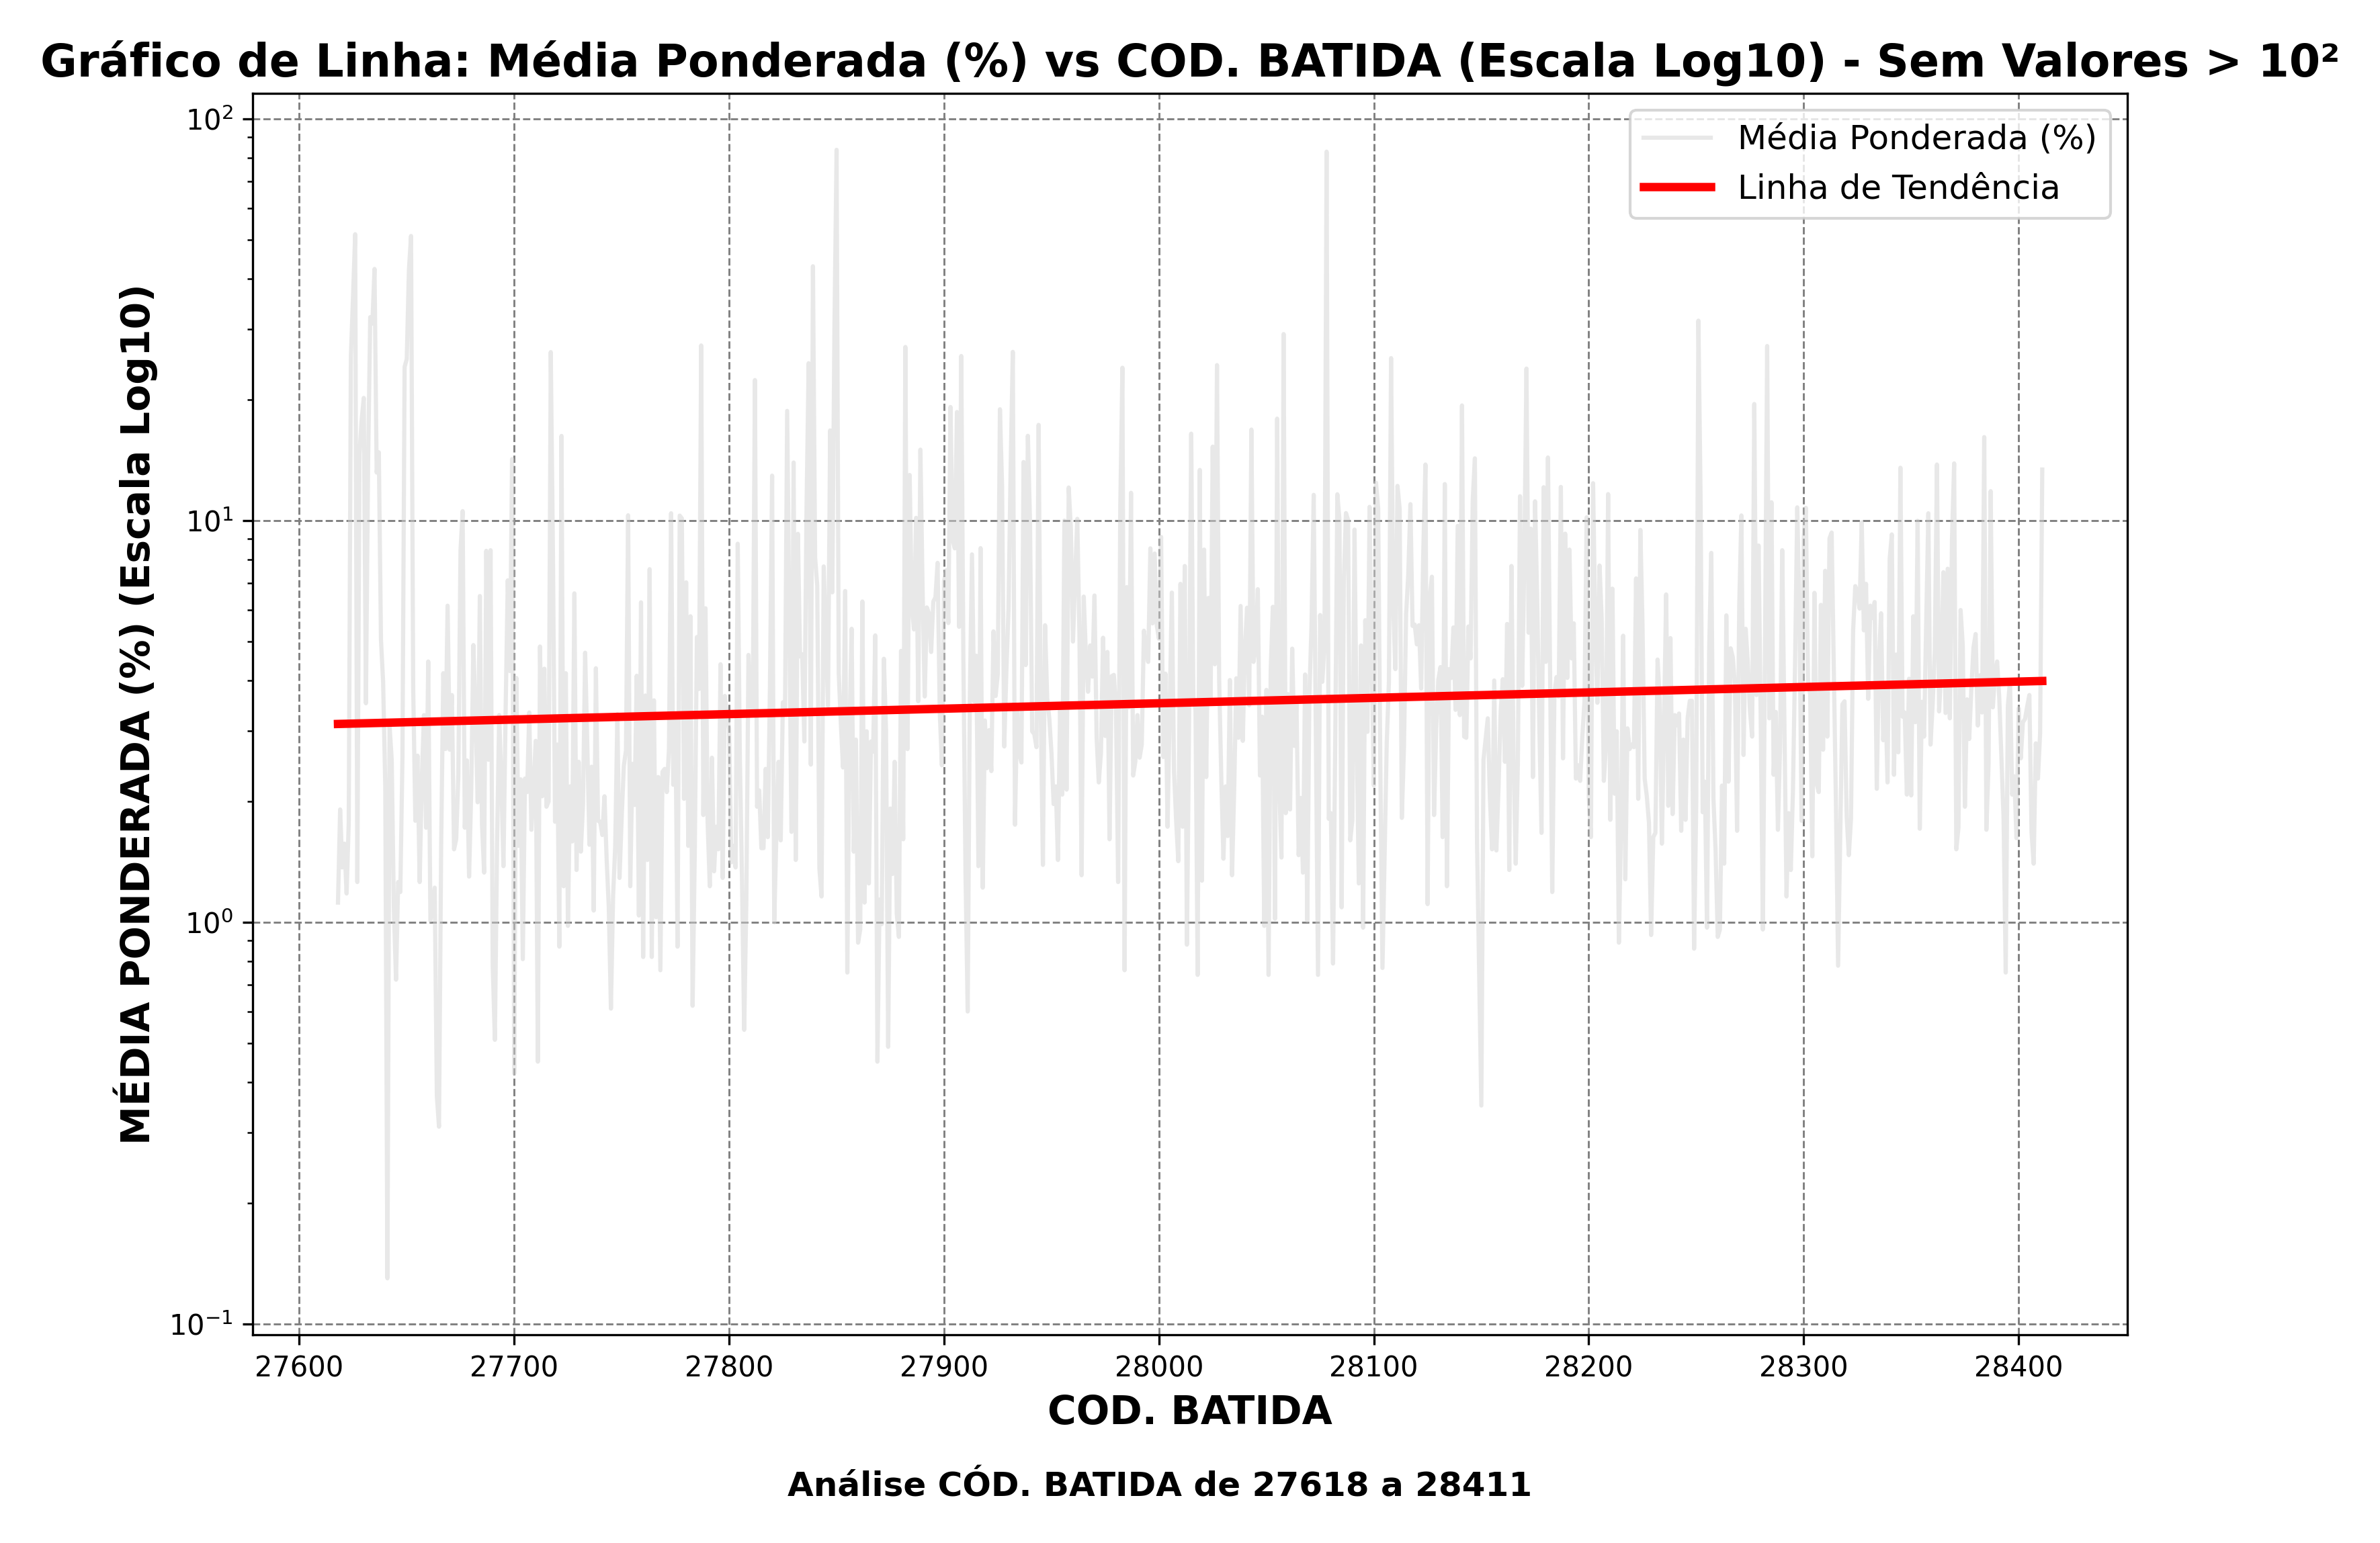 Gráfico de Linha: Média Ponderada (%) vs COD. BATIDA (Escala Log10) - Sem Valores > 10²
Média Ponderada (%)
Linha de Tendência
MÉDIA PONDERADA (%) (Escala Log10)
10²
10¹
10⁰
10⁻¹
27600 27700 27800 27900 28000 28100 28200 28300 28400
COD. BATIDA
Análise CÓD. BATIDA de 27618 a 28411